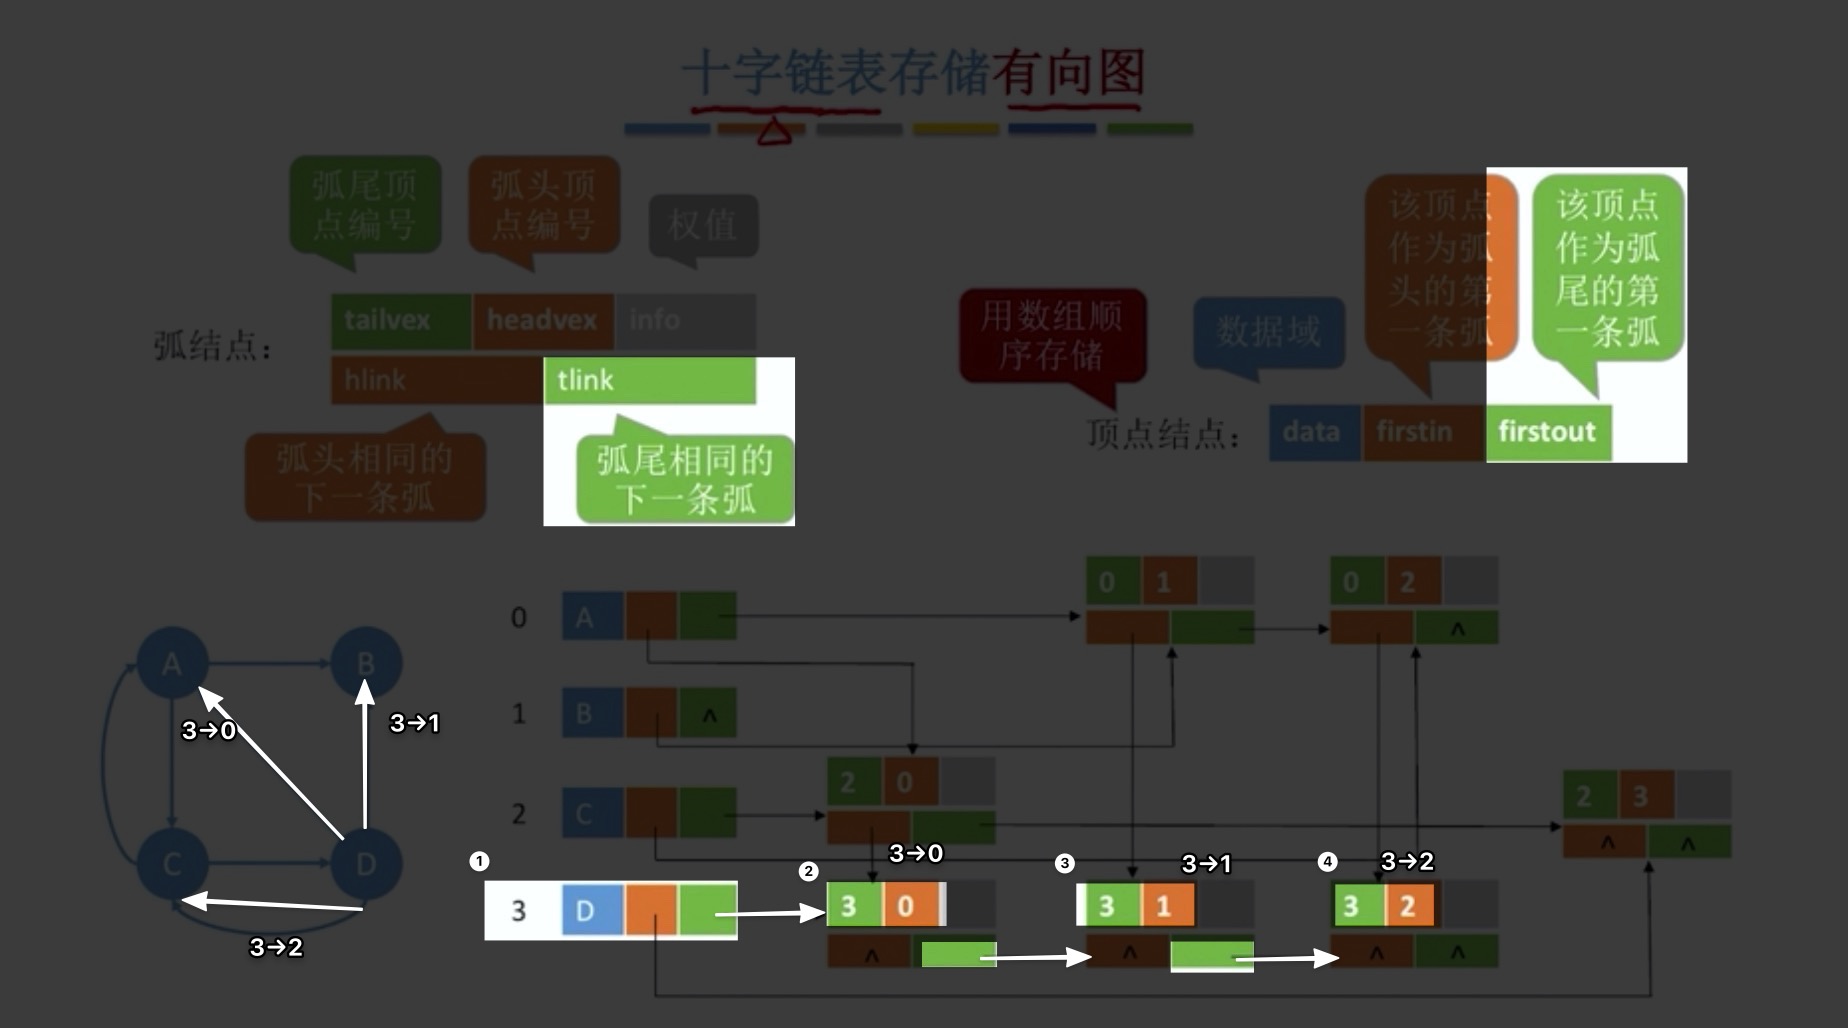 十字链表存储有向图
弧尾顶
点编号
弧头顶
点编号
权值
tailvex headvex info
弧结点：
hlink tlink
弧头相同的
下一条弧
弧尾相同的
下一条弧
用数组顺
序存储
数据域
该顶点
作为弧
头的第
一条弧
该顶点
作为弧
尾的第
一条弧
顶点结点：
data firstin firstout
A B
C D
3→0
3→1
3→2
0 A
0 1
0 2 ^
1 B ^
2 C
2 0
2 3
^ ^
① 3 D
② 3→0
3 0
^
③ 3→1
3 1
^
④ 3→2
3 2
^ ^